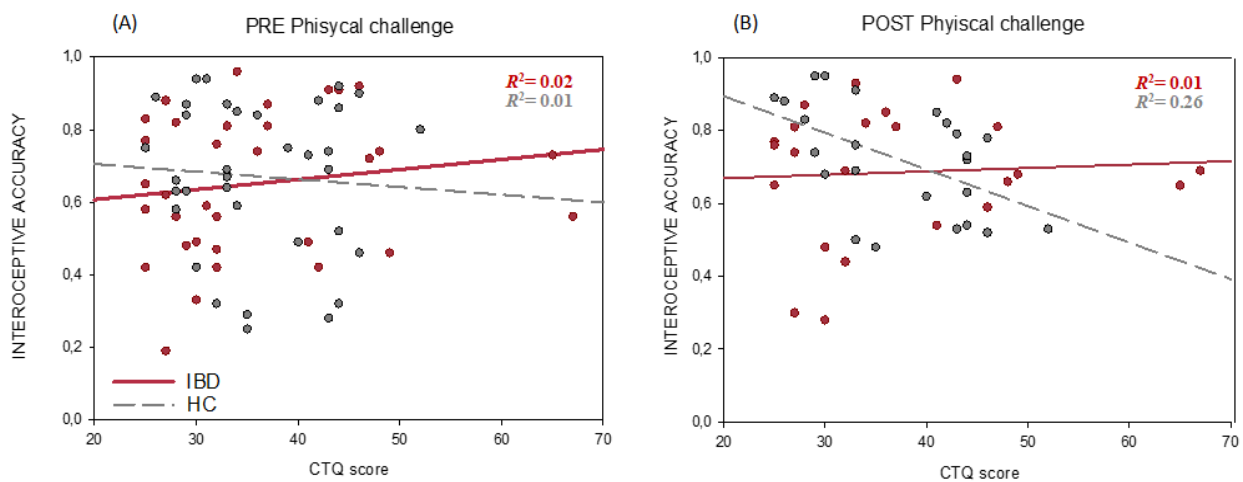 (A) PRE Phisycal challenge
1,0
0,8
0,6
0,4
0,2
0,0
INTEROCEPTIVE ACCURACY
R²= 0.02
R²= 0.01
IBD
HC
20 30 40 50 60 70
CTQ score
(B) POST Phyiscal challenge
1,0
0,8
0,6
0,4
0,2
0,0
INTEROCEPTIVE ACCURACY
R²= 0.01
R²= 0.26
20 30 40 50 60 70
CTQ score